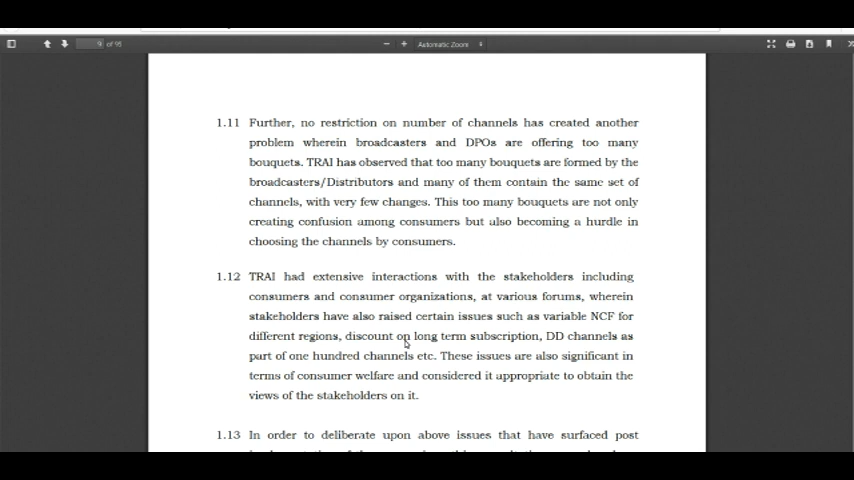 9 of 95
Automatic Zoom
1.11 Further, no restriction on number of channels has created another
problem wherein broadcasters and DPOs are offering too many
bouquets. TRAI has observed that too many bouquets are formed by the
broadcasters/Distributors and many of them contain the same set of
channels, with very few changes. This too many bouquets are not only
creating confusion among consumers but also becoming a hurdle in
choosing the channels by consumers.
1.12 TRAI had extensive interactions with the stakeholders including
consumers and consumer organizations, at various forums, wherein
stakeholders have also raised certain issues such as variable NCF for
different regions, discount on long term subscription, DD channels as
part of one hundred channels etc. These issues are also significant in
terms of consumer welfare and considered it appropriate to obtain the
views of the stakeholders on it.
1.13 In order to deliberate upon above issues that have surfaced post